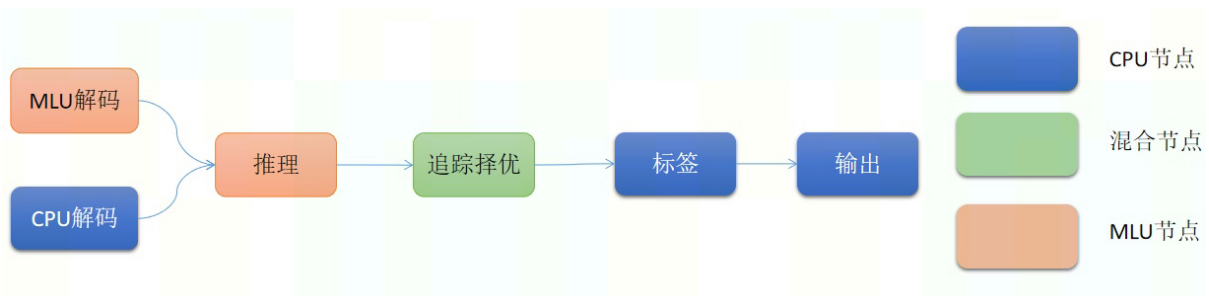 MLU解码
CPU解码
推理
追踪择优
标签
输出
CPU节点
混合节点
MLU节点